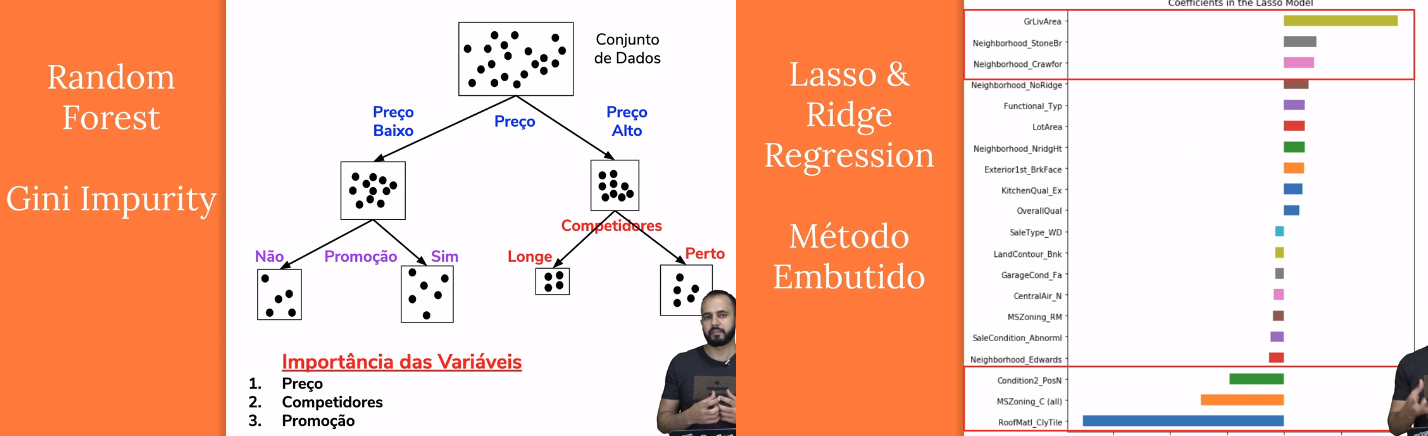 Random
Forest
Gini Impurity
Conjunto
de Dados
Preço
Baixo
Preço
Preço
Alto
Competidores
Não
Promoção
Sim
Longe
Perto
Importância das Variáveis
1. Preço
2. Competidores
3. Promoção
Lasso &
Ridge
Regression
Método
Embutido
Coefficients in the Lasso Model
GrLivArea
Neighborhood_StoneBr
Neighborhood_Crawfor
Neighborhood_NoRidge
Functional_Typ
LotArea
Neighborhood_NridgHt
Exterior1st_BrkFace
KitchenQual_Ex
OverallQual
SaleType_WD
LandContour_Bnk
GarageCond_Fa
CentralAir_N
MSZoning_RM
SaleCondition_Abnorml
Neighborhood_Edwards
Condition2_PosN
MSZoning_C (all)
RoofMatl_ClyTile